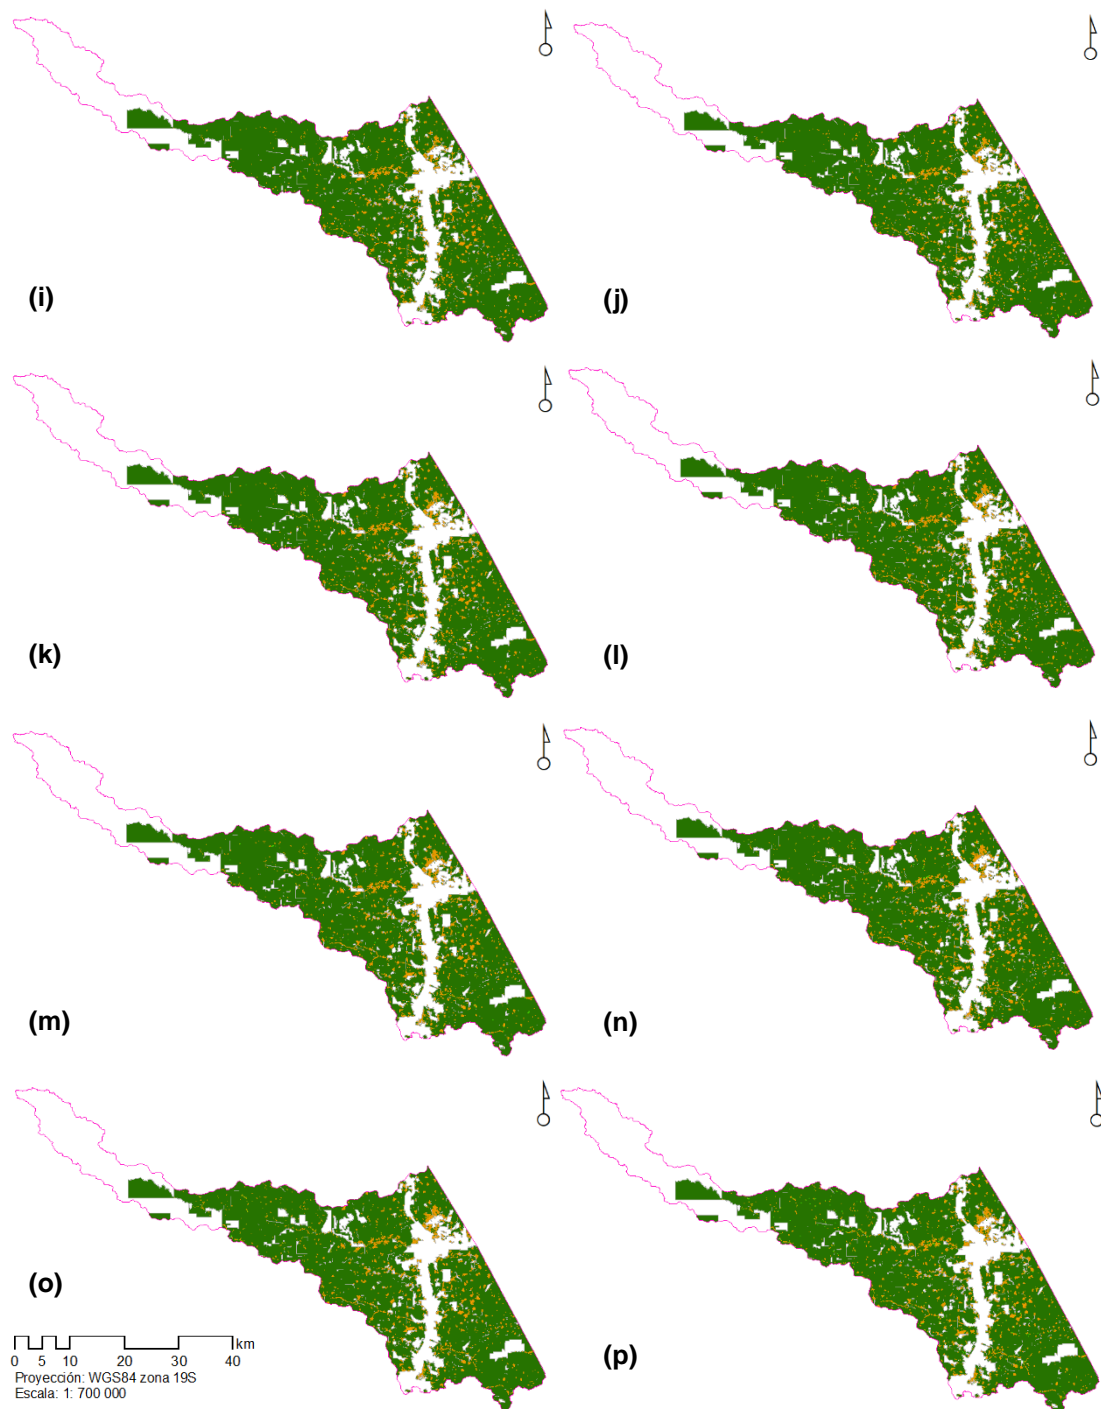 (i)
(j)
(k)
(l)
(m)
(n)
(o)
(p)
km
0 5 10 20 30 40
Proyección: WGS84 zona 19S
Escala: 1: 700 000